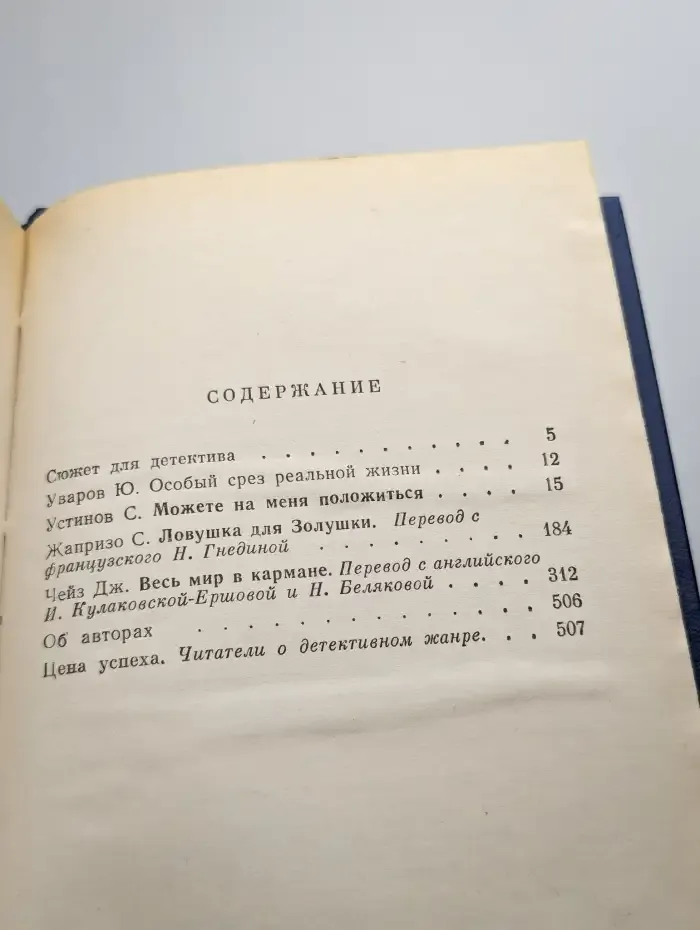 СОДЕРЖАНИЕ
Сюжет для детектива . . . . . . . . . . . 5
Уваров Ю. Особый срез реальной жизни . . . . 12
Устинов С. Можете на меня положиться . . . . 15
Жапризо С. Ловушка для Золушки. Перевод с
французского Н. Гнединой . . . . . . . . . 184
Чейз Дж. Весь мир в кармане. Перевод с английского
И. Кулаковской-Ершовой и Н. Беляковой . . . . 312
Об авторах . . . . . . . . . . . . . . 506
Цена успеха. Читатели о детективном жанре. . . 507